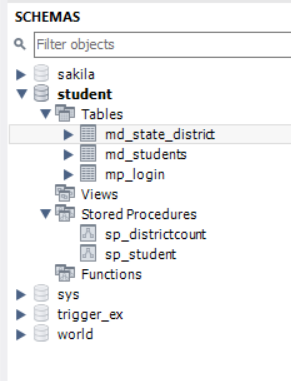 SCHEMAS
Filter objects
sakila
student
Tables
md_state_district
md_students
mp_login
Views
Stored Procedures
sp_districtcount
sp_student
Functions
sys
trigger_ex
world